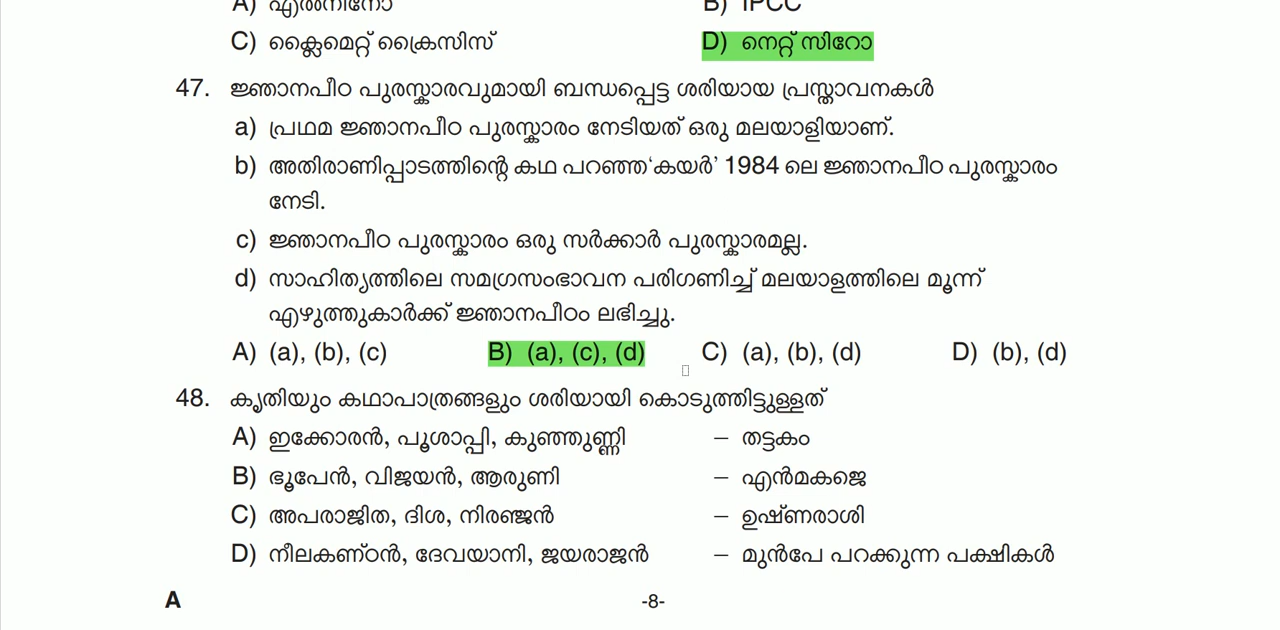 A) എൽനിനോ B) IPCC
C) ക്ലൈമെറ്റ് ക്രൈസിസ് D) നെറ്റ് സിറോ
47. ജ്ഞാനപീഠ പുരസ്കാരവുമായി ബന്ധപ്പെട്ട ശരിയായ പ്രസ്താവനകൾ
a) പ്രഥമ ജ്ഞാനപീഠ പുരസ്കാരം നേടിയത് ഒരു മലയാളിയാണ്.
b) അതിരാണിപ്പാടത്തിന്റെ കഥ പറഞ്ഞ‘കയർ’ 1984 ലെ ജ്ഞാനപീഠ പുരസ്കാരം
നേടി.
c) ജ്ഞാനപീഠ പുരസ്കാരം ഒരു സർക്കാർ പുരസ്കാരമല്ല.
d) സാഹിത്യത്തിലെ സമഗ്രസംഭാവന പരിഗണിച്ച് മലയാളത്തിലെ മൂന്ന്
എഴുത്തുകാർക്ക് ജ്ഞാനപീഠം ലഭിച്ചു.
A) (a), (b), (c) B) (a), (c), (d) C) (a), (b), (d) D) (b), (d)
48. കൃതിയും കഥാപാത്രങ്ങളും ശരിയായി കൊടുത്തിട്ടുള്ളത്
A) ഇക്കോരൻ, പൂശാപ്പി, കുഞ്ഞുണ്ണി – തട്ടകം
B) ഭൂപേൻ, വിജയൻ, ആരുണി – എൻമകജെ
C) അപരാജിത, ദിശ, നിരഞ്ജൻ – ഉഷ്ണരാശി
D) നീലകണ്ഠൻ, ദേവയാനി, ജയരാജൻ – മുൻപേ പറക്കുന്ന പക്ഷികൾ
A -8-